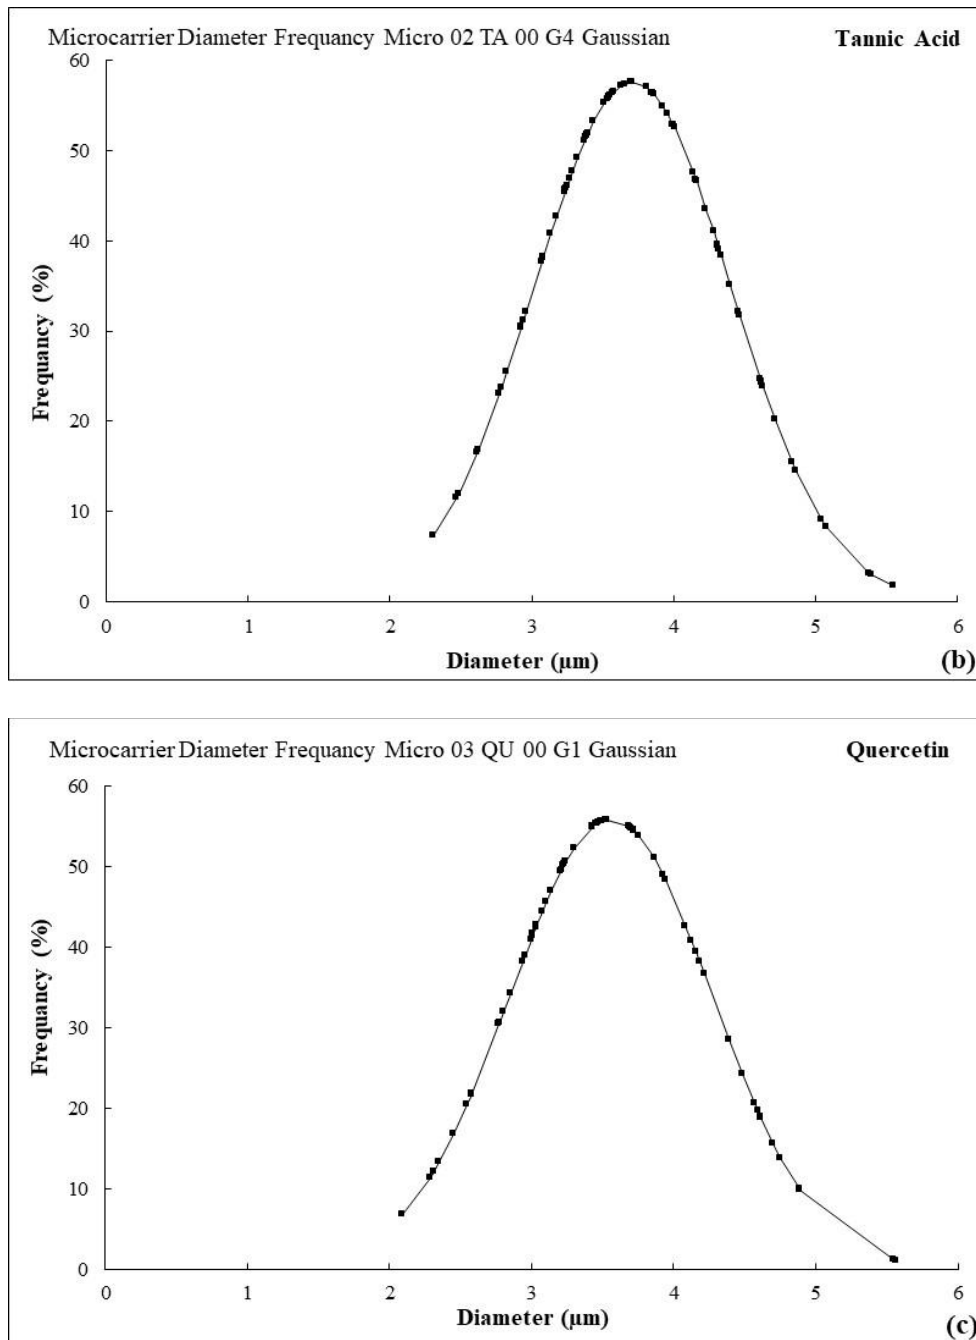 Microcarrier Diameter Frequancy Micro 02 TA 00 G4 Gaussian Tannic Acid
60
50
40
30
20
10
0
Frequancy (%)
0 1 2 3 4 5 6
Diameter (µm) (b)
Microcarrier Diameter Frequancy Micro 03 QU 00 G1 Gaussian Quercetin
60
50
40
30
20
10
0
Frequancy (%)
0 1 2 3 4 5 6
Diameter (µm) (c)